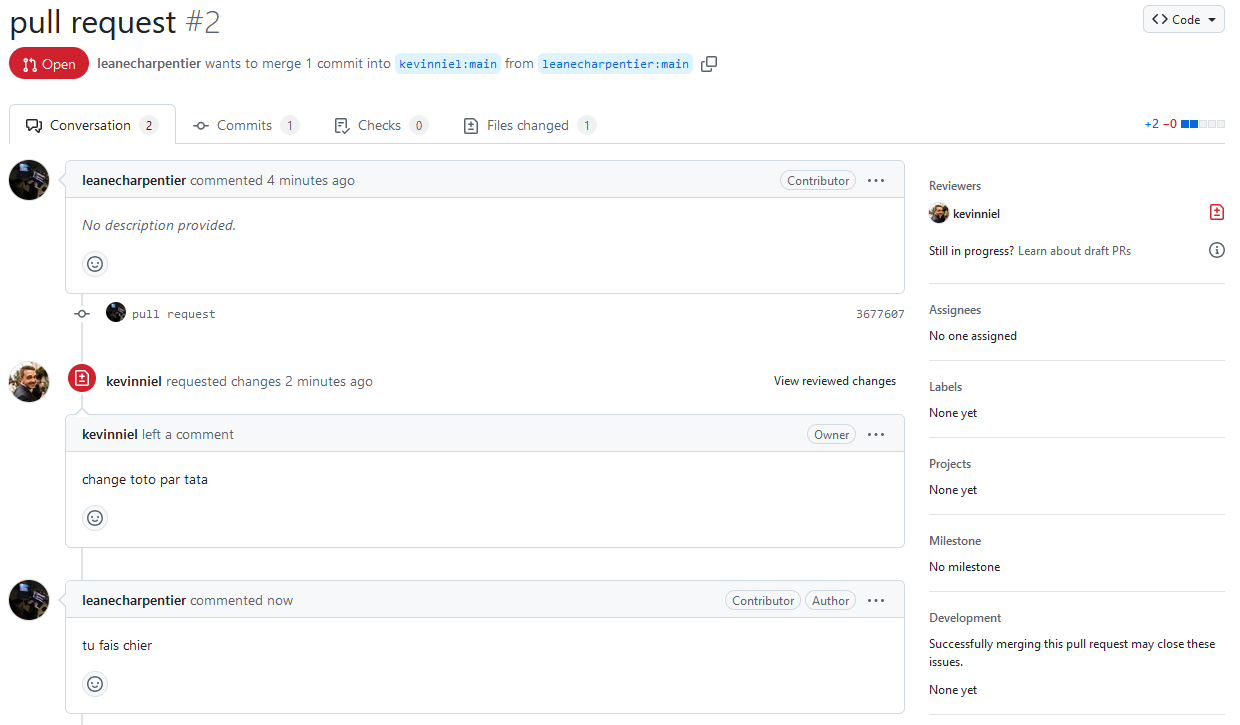 pull request #2
Code
Open
leanecharpentier wants to merge 1 commit into kevinniel:main from leanecharpentier:main
Conversation 2
Commits 1
Checks 0
Files changed 1
+2 −0
leanecharpentier commented 4 minutes ago
Contributor
No description provided.
pull request
3677607
kevinniel requested changes 2 minutes ago
View reviewed changes
kevinniel left a comment
Owner
change toto par tata
leanecharpentier commented now
Contributor
Author
tu fais chier
Reviewers
kevinniel
Still in progress? Learn about draft PRs
Assignees
No one assigned
Labels
None yet
Projects
None yet
Milestone
No milestone
Development
Successfully merging this pull request may close these
issues.
None yet